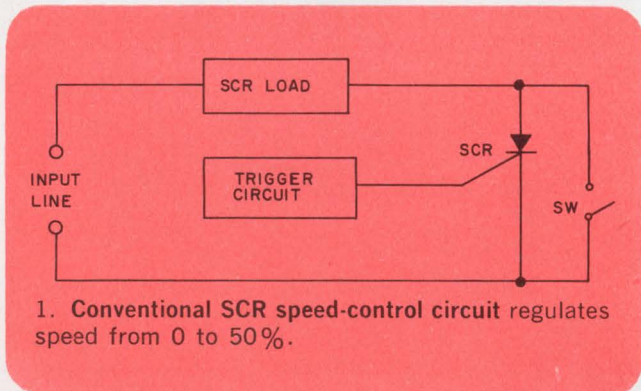 SCR LOAD
SCR
INPUT
LINE
TRIGGER
CIRCUIT
SW
1. Conventional SCR speed-control circuit regulates
speed from 0 to 50%.